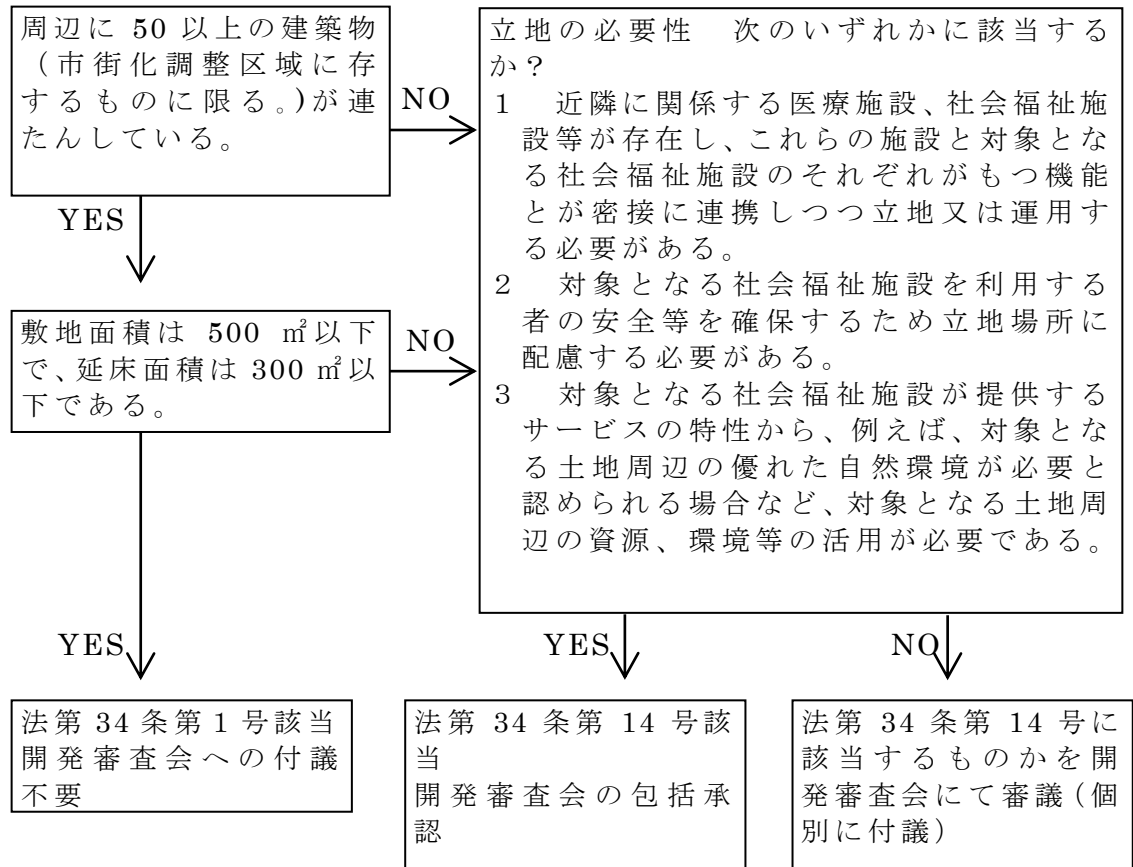 周辺に 50 以上の建築物
（市街化調整区域に存
するものに限る。)が連
たんしている。
NO
YES
敷地面積は 500 ㎡以下
で、延床面積は 300 ㎡以
下である。
NO
立地の必要性　次のいずれかに該当する
か？
1　近隣に関係する医療施設、社会福祉施
設等が存在し、これらの施設と対象とな
る社会福祉施設のそれぞれがもつ機能
とが密接に連携しつつ立地又は運用す
る必要がある。
2　対象となる社会福祉施設を利用する
者の安全等を確保するため立地場所に
配慮する必要がある。
3　対象となる社会福祉施設が提供する
サービスの特性から、例えば、対象とな
る土地周辺の優れた自然環境が必要と
認められる場合など、対象となる土地周
辺の資源、環境等の活用が必要である。
YES
YES
NO
法第 34 条第 1 号該当
開発審査会への付議
不要
法第 34 条第 14 号該
当
開発審査会の包括承
認
法第 34 条第 14 号に
該当するものかを開
発審査会にて審議（個
別に付議）